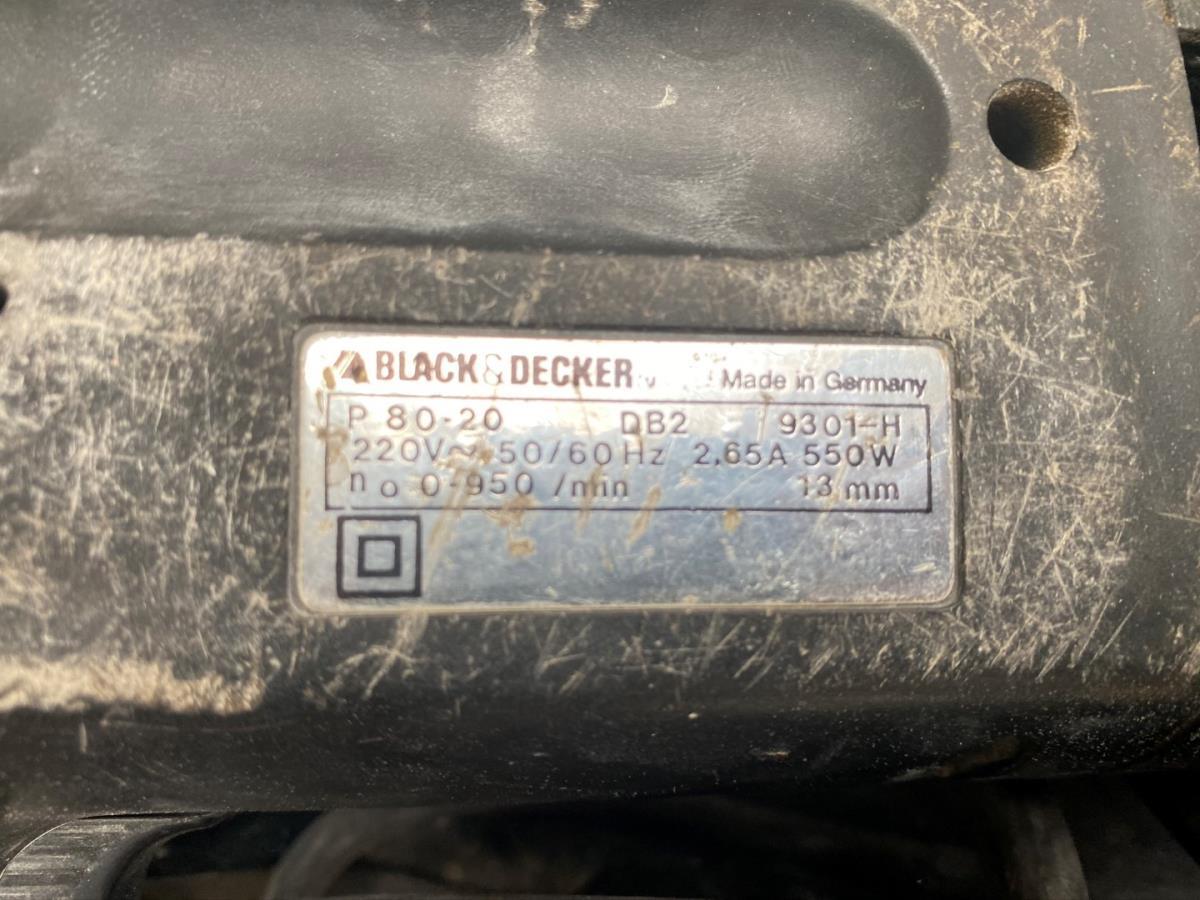 BLACK & DECKER Made in Germany
P 80-20 DB2 9301-H
220V ~ 50/60 Hz 2,65A 550W
n o 0-950 /min 13 mm